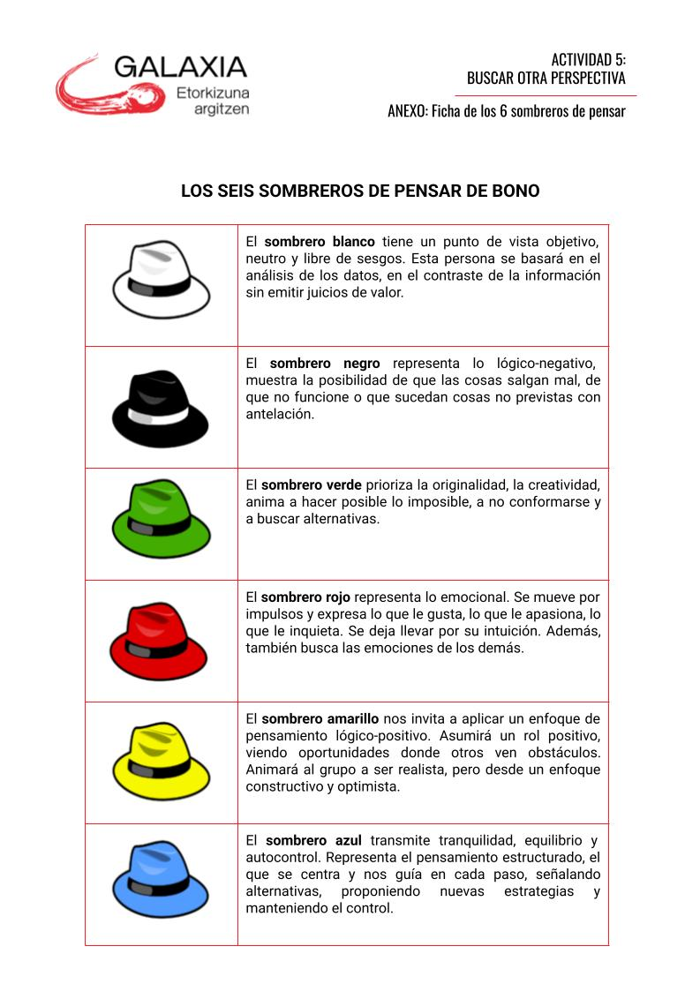 GALAXIA
Etorkizuna
argitzen
ACTIVIDAD 5:
BUSCAR OTRA PERSPECTIVA
ANEXO: Ficha de los 6 sombreros de pensar
LOS SEIS SOMBREROS DE PENSAR DE BONO
El sombrero blanco tiene un punto de vista objetivo,
neutro y libre de sesgos. Esta persona se basará en el
análisis de los datos, en el contraste de la información
sin emitir juicios de valor.
El sombrero negro representa lo lógico-negativo,
muestra la posibilidad de que las cosas salgan mal, de
que no funcione o que sucedan cosas no previstas con
antelación.
El sombrero verde prioriza la originalidad, la creatividad,
anima a hacer posible lo imposible, a no conformarse y
a buscar alternativas.
El sombrero rojo representa lo emocional. Se mueve por
impulsos y expresa lo que le gusta, lo que le apasiona, lo
que le inquieta. Se deja llevar por su intuición. Además,
también busca las emociones de los demás.
El sombrero amarillo nos invita a aplicar un enfoque de
pensamiento lógico-positivo. Asumirá un rol positivo,
viendo oportunidades donde otros ven obstáculos.
Animará al grupo a ser realista, pero desde un enfoque
constructivo y optimista.
El sombrero azul transmite tranquilidad, equilibrio y
autocontrol. Representa el pensamiento estructurado, el
que se centra y nos guía en cada paso, señalando
alternativas, proponiendo nuevas estrategias y
manteniendo el control.